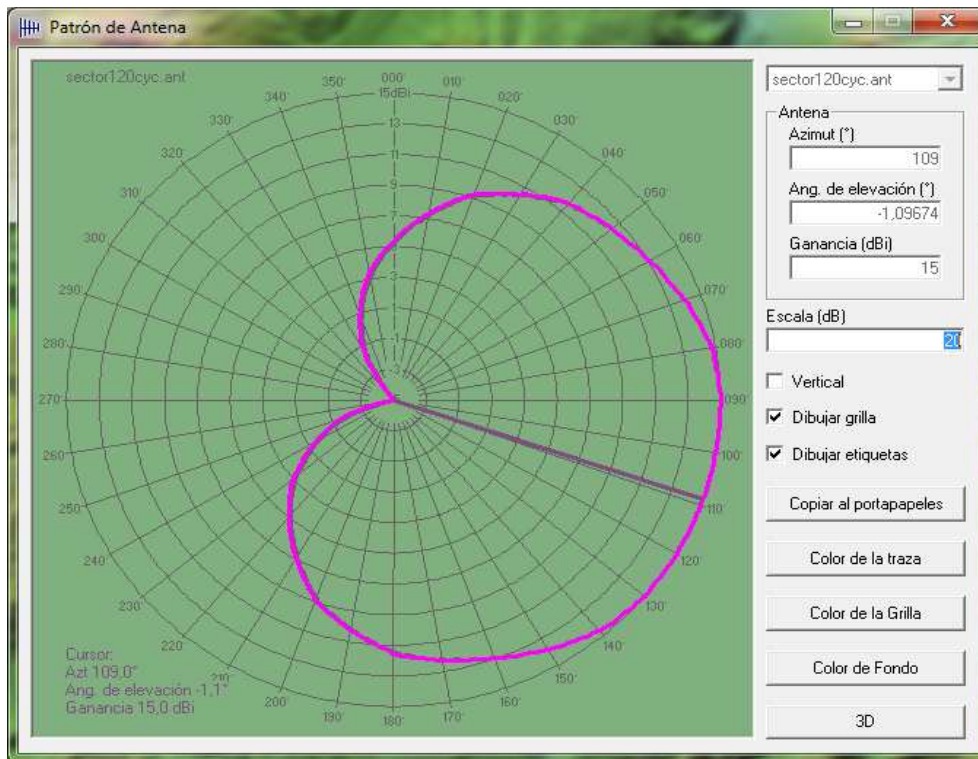 Patrón de Antena
sector120cyc.ant
000°
15dBi
13
11
9
7
-1
010°
020°
030°
040°
050°
060°
070°
080°
090°
100°
110°
120°
130°
140°
150°
160°
170°
180°
190°
200°
210°
220°
230°
240°
250°
260°
270°
280°
290°
300°
310°
320°
330°
340°
350°
Cursor:
Azt 109,0°
Ang. de elevación -1,1°
Ganancia 15,0 dBi
sector120cyc.ant
Antena
Azimut (°)
109
Ang. de elevación (°)
-1,09674
Ganancia (dBi)
15
Escala (dB)
20
Vertical
Dibujar grilla
Dibujar etiquetas
Copiar al portapapeles
Color de la traza
Color de la Grilla
Color de Fondo
3D